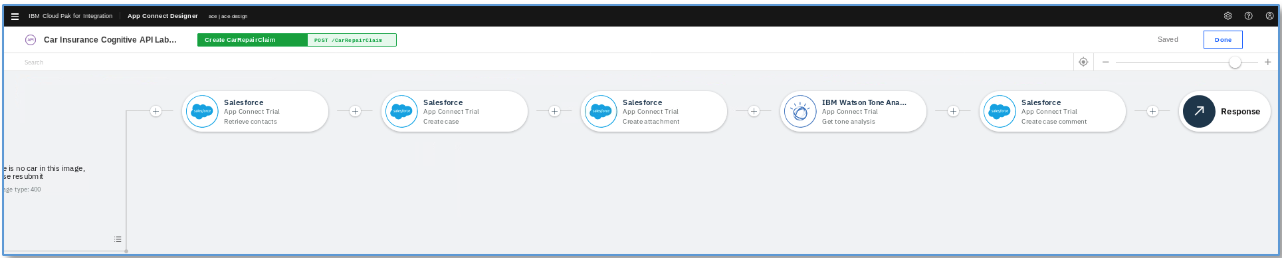 IBM Cloud Pak for Integration App Connect Designer ace | ace design
Car Insurance Cognitive API Lab... Create CarRepairClaim POST /CarRepairClaim Saved Done
Search
Salesforce
App Connect Trial
Retrieve contacts
Salesforce
App Connect Trial
Create case
Salesforce
App Connect Trial
Create attachment
IBM Watson Tone Ana...
App Connect Trial
Get tone analysis
Salesforce
App Connect Trial
Create case comment
Response
e is no car in this image,
se resubmit
age type: 400